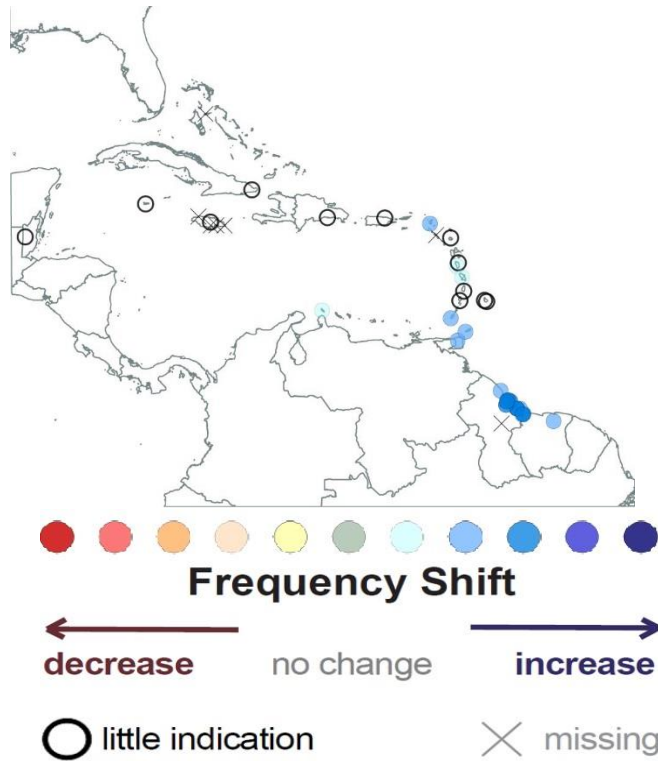 Frequency Shift
decrease no change increase
little indication missing